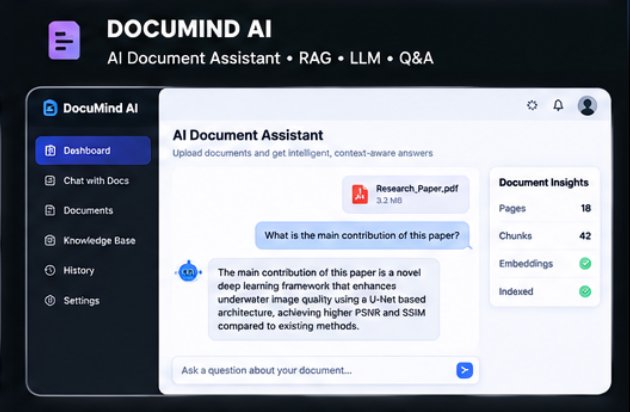 DOCUMIND AI
AI Document Assistant • RAG • LLM • Q&A
DocuMind AI
Dashboard
Chat with Docs
Documents
Knowledge Base
History
Settings
AI Document Assistant
Upload documents and get intelligent, context-aware answers
Research_Paper.pdf
3.2 MB
What is the main contribution of this paper?
The main contribution of this paper is a novel
deep learning framework that enhances
underwater image quality using a U-Net based
architecture, achieving higher PSNR and SSIM
compared to existing methods.
Ask a question about your document...
Document Insights
Pages 18
Chunks 42
Embeddings
Indexed